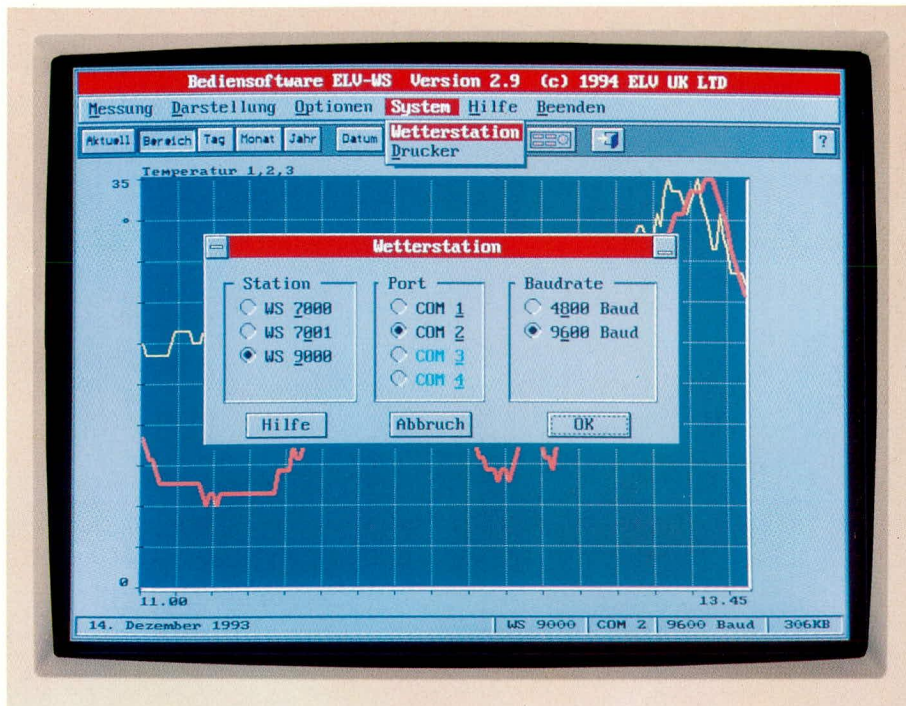 Bediensoftware ELV-WS Version 2.9 (c) 1994 ELV UK LTD
Messung Darstellung Optionen System Hilfe Beenden
Aktuell Bereich Tag Monat Jahr Datum
Wetterstation
Drucker
?
Temperatur 1,2,3
35
°
Wetterstation
Station Port Baudrate
WS 7000 COM 1 4800 Baud
WS 7001 COM 2 9600 Baud
WS 9000 COM 3
COM 4
Hilfe Abbruch OK
0
11.00 13.45
14. Dezember 1993 WS 9000 COM 2 9600 Baud 306KB